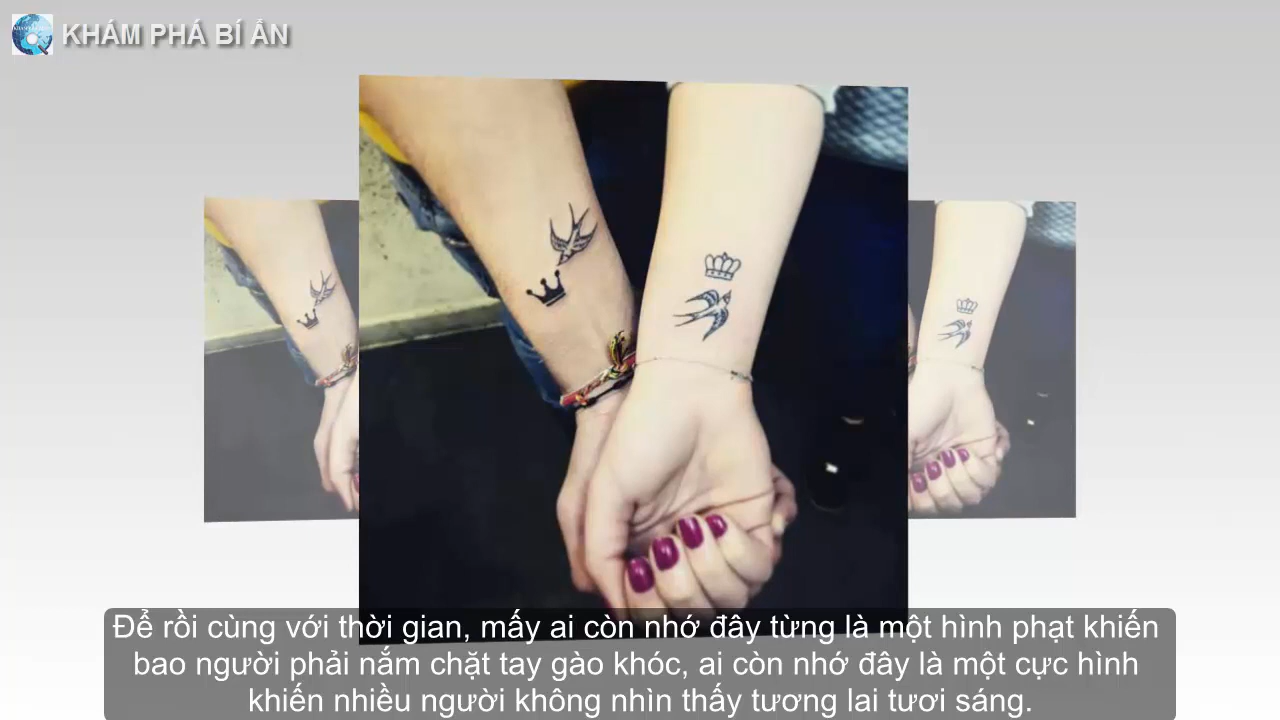 KHÁM PHÁ BÍ ẨN
Để rồi cùng với thời gian, mấy ai còn nhớ đây từng là một hình phạt khiến
bao người phải nắm chặt tay gào khóc, ai còn nhớ đây là một cực hình
khiến nhiều người không nhìn thấy tương lai tươi sáng.